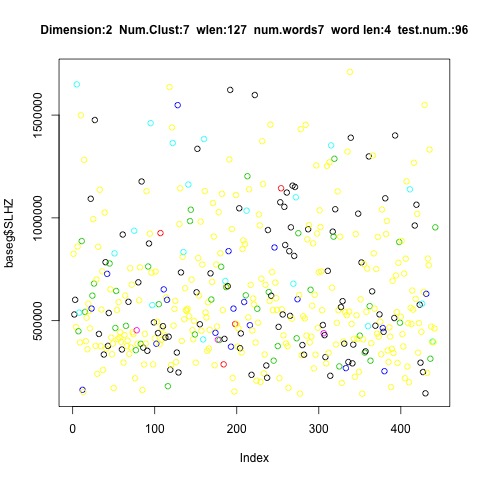 Dimension:2 Num.Clust:7 wlen:127 num.words7 word len:4 test.num.:96
baseg$SLHZ
1500000
1000000
500000
0 100 200 300 400
Index